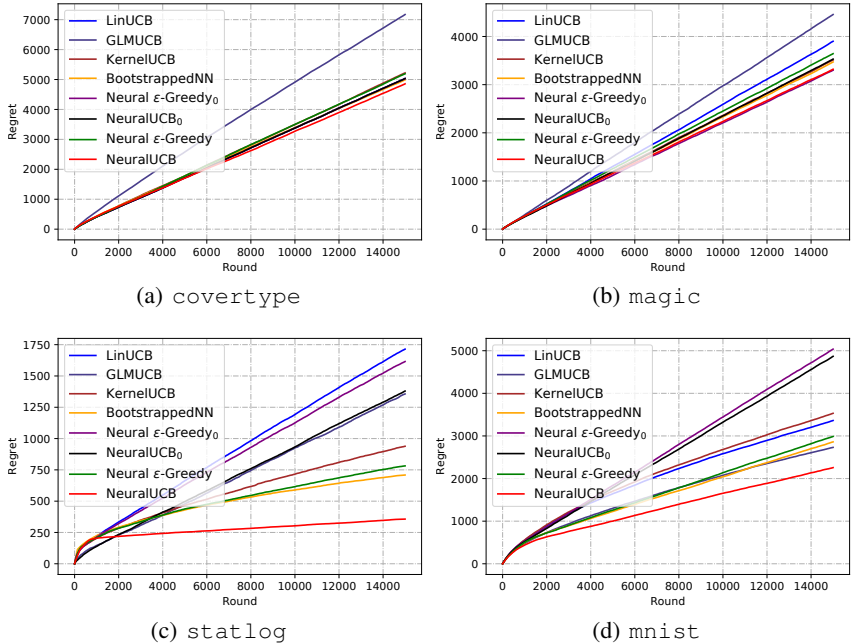 7000
6000
5000
4000
3000
2000
1000
0
Regret
LinUCB
GLMUCB
KernelUCB
BootstrappedNN
Neural ε-Greedy₀
NeuralUCB₀
Neural ε-Greedy
NeuralUCB
0 2000 4000 6000 8000 10000 12000 14000
Round
(a) covertype
4000
3000
2000
1000
0
Regret
LinUCB
GLMUCB
KernelUCB
BootstrappedNN
Neural ε-Greedy₀
NeuralUCB₀
Neural ε-Greedy
NeuralUCB
0 2000 4000 6000 8000 10000 12000 14000
Round
(b) magic
1750
1500
1250
1000
750
500
250
0
Regret
LinUCB
GLMUCB
KernelUCB
BootstrappedNN
Neural ε-Greedy₀
NeuralUCB₀
Neural ε-Greedy
NeuralUCB
0 2000 4000 6000 8000 10000 12000 14000
Round
(c) statlog
5000
4000
3000
2000
1000
0
Regret
LinUCB
GLMUCB
KernelUCB
BootstrappedNN
Neural ε-Greedy₀
NeuralUCB₀
Neural ε-Greedy
NeuralUCB
0 2000 4000 6000 8000 10000 12000 14000
Round
(d) mnist